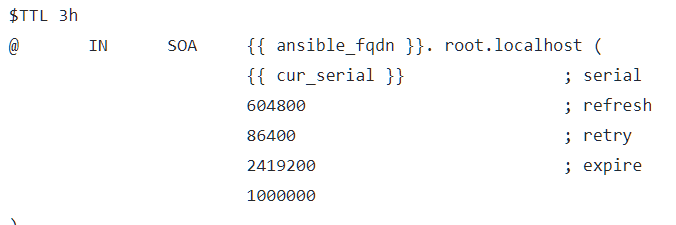 $TTL 3h
@ IN SOA {{ ansible_fqdn }}. root.localhost (
{{ cur_serial }} ; serial
604800 ; refresh
86400 ; retry
2419200 ; expire
1000000
)